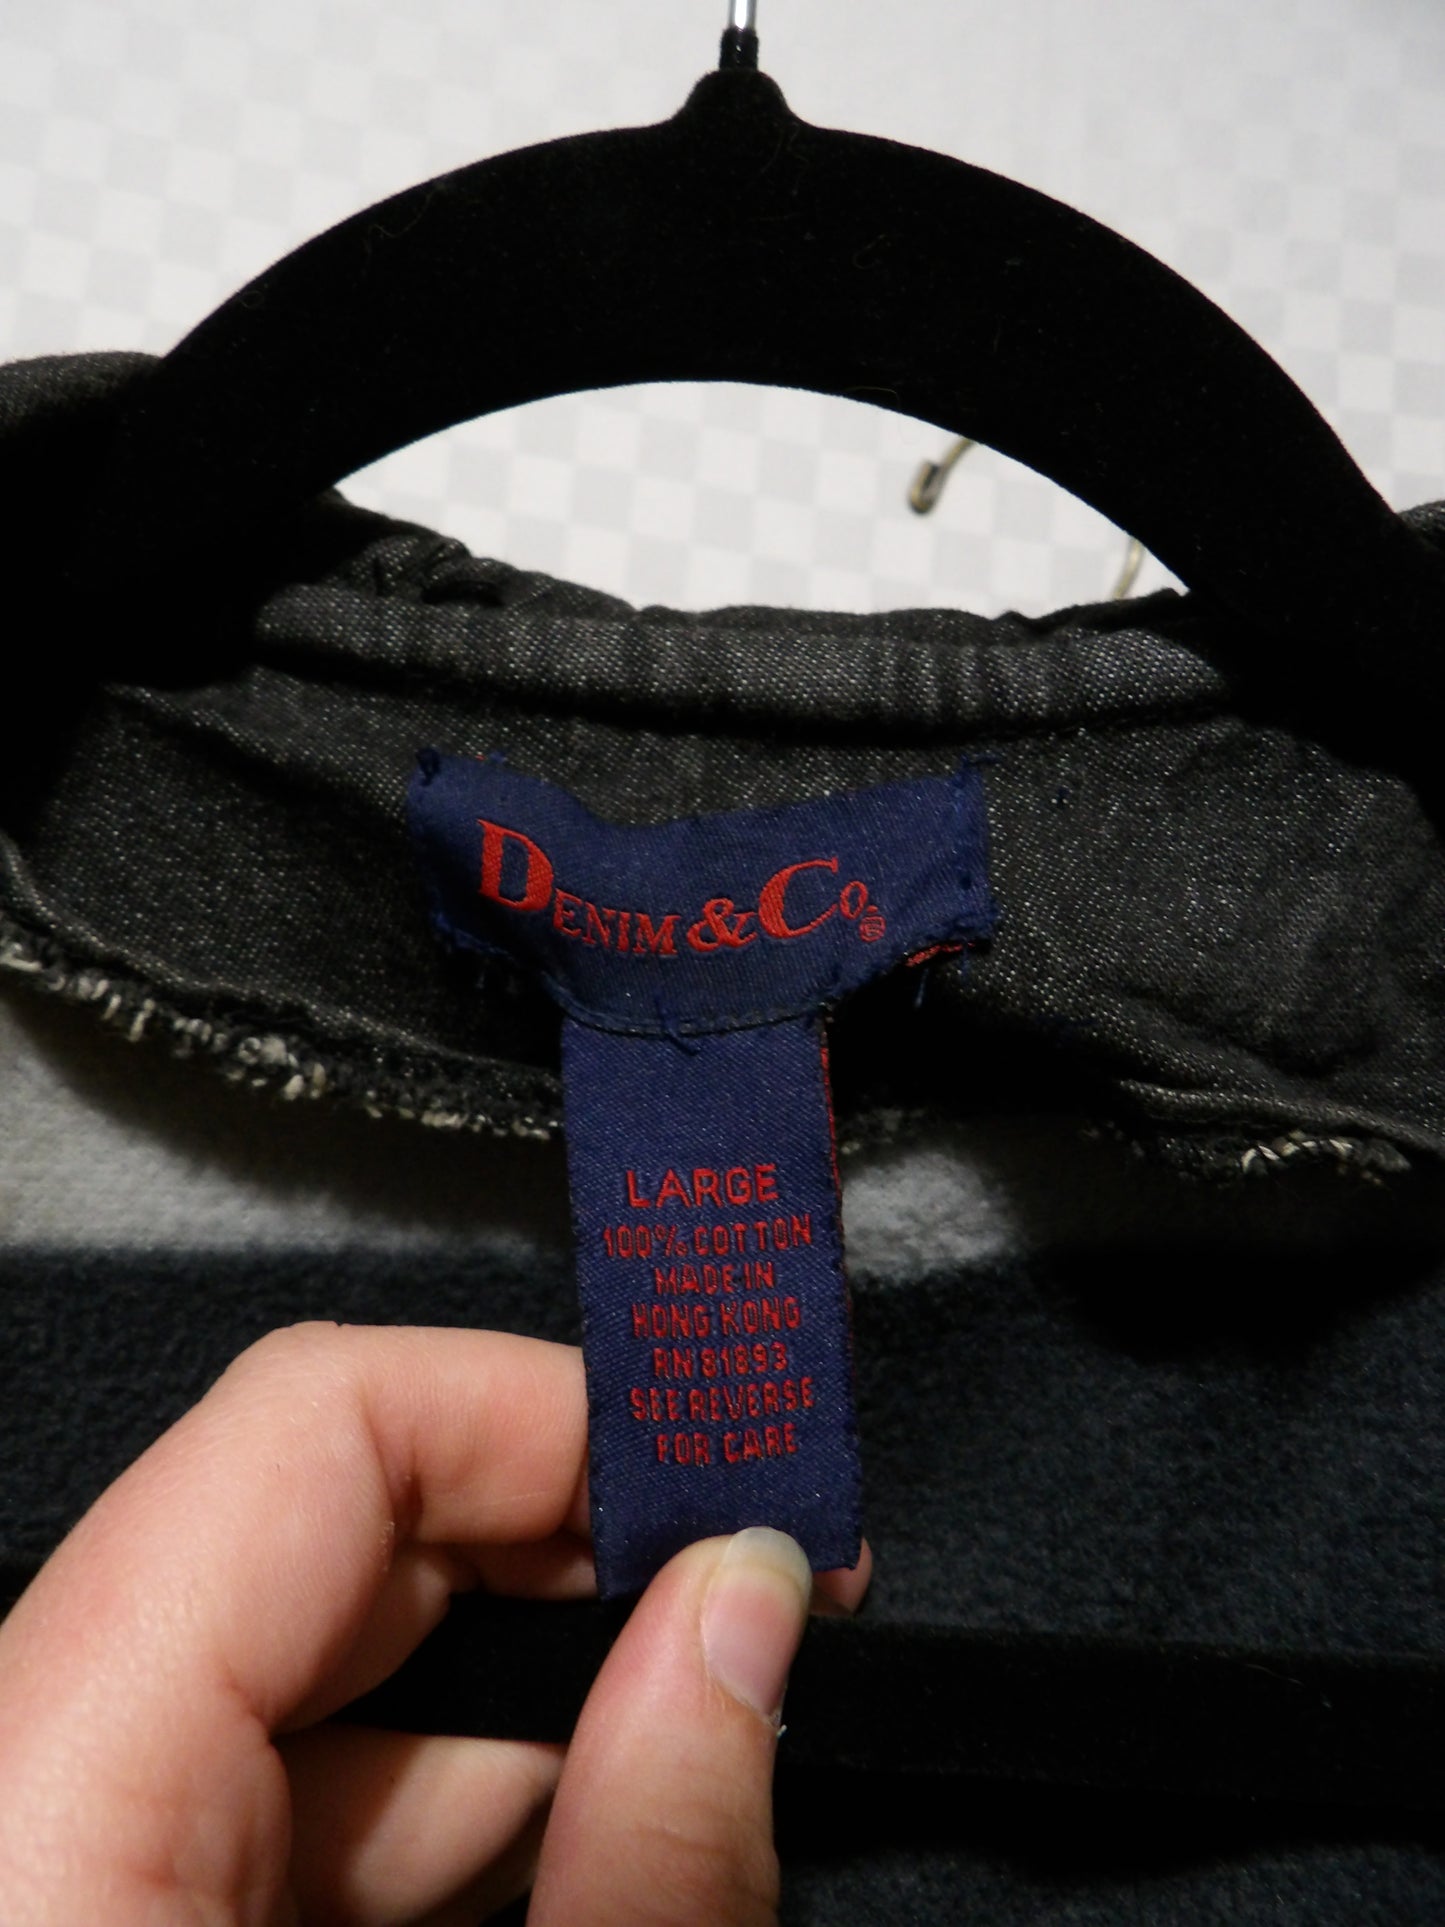 DENIM & CO.®
LARGE
100% COTTON
MADE IN
HONG KONG
RN 81893
SEE REVERSE
FOR CARE